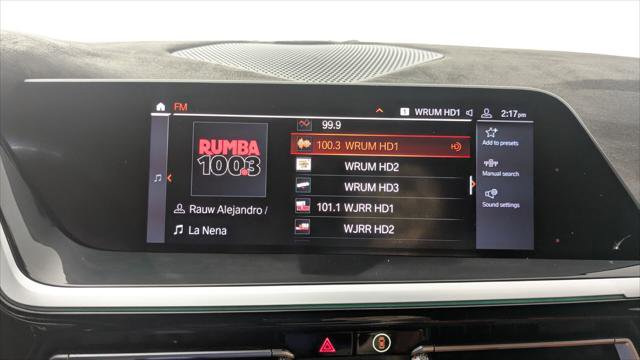 FM
1 WRUM HD1
2:17pm
RUMBA
100.3
Rauw Alejandro /
La Nena
99.9
100.3 WRUM HD1 HD
WRUM HD2
WRUM HD3
101.1 WJRR HD1
WJRR HD2
Add to presets
Manual search
Sound settings